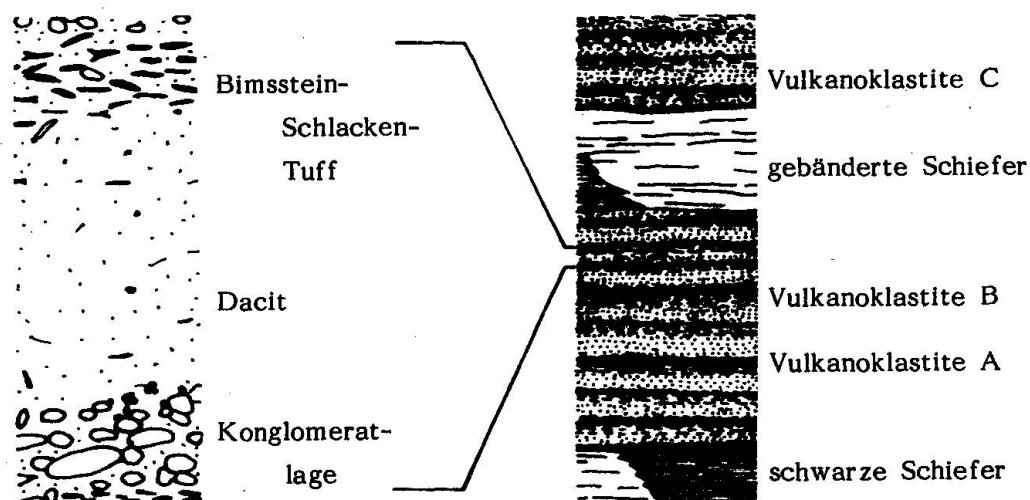 Bimsstein-
Schlacken-
Tuff
Dacit
Konglomerat-
lage
Vulkanoklastite C
gebänderte Schiefer
Vulkanoklastite B
Vulkanoklastite A
schwarze Schiefer